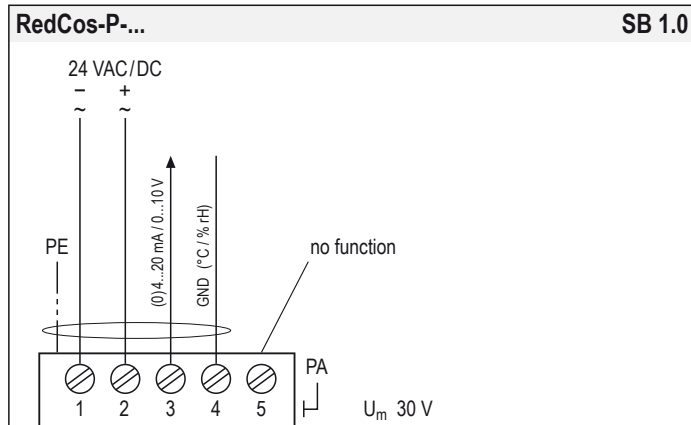 RedCos-P-... SB 1.0
24 VAC/DC
– +
~ ~
(0)4...20 mA / 0...10 V
GND (°C / % rH)
PE
no function
PA
1 2 3 4 5
Um 30 V